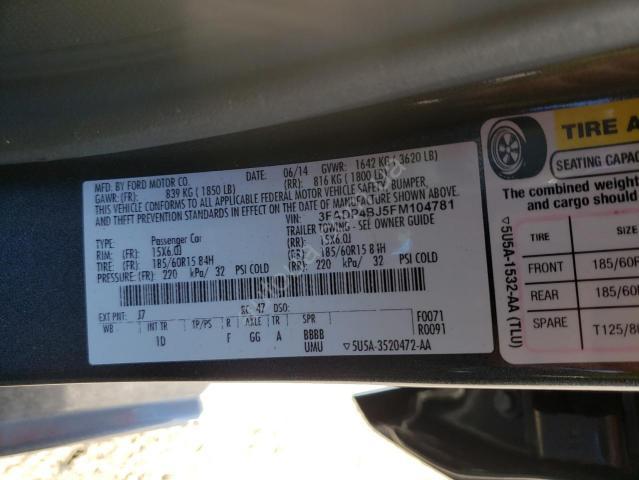 MFD. BY FORD MOTOR CO.
DATE: 06/14 GVWR: 1642 KG ( 3620 LB)
GAWR: (FR): 839 KG ( 1850 LB) (RR): 816 KG ( 1800 LB)
THIS VEHICLE CONFORMS TO ALL APPLICABLE FEDERAL MOTOR VEHICLE SAFETY, BUMPER,
AND THEFT PREVENTION STANDARDS IN EFFECT ON THE DATE OF MANUFACTURE SHOWN ABOVE.
VIN: 3FADP4BJ5FM104781
TYPE: Passenger Car TRAILER TOWING - SEE OWNER GUIDE
RIM: (FR): 15X6.0J (RR): 15X6.0J
TIRE: (FR): 185/60R15 84H (RR): 185/60R15 84H
PRESSURE: (FR): 220 kPa/ 32 PSI COLD (RR): 220 kPa/ 32 PSI COLD
EXT PNT: J7 RC: 47 DSO: F0071
WB INT TR TP/PS R AXLE TR SPR R0091
1D F GG A BBBB
UMU ▽5U5A-3520472-AA
▽5U5A-1532-AA (TLU)
TIRE A
SEATING CAPAC
The combined weight
and cargo should
TIRE SIZE
FRONT 185/60R
REAR 185/60
SPARE T125/80